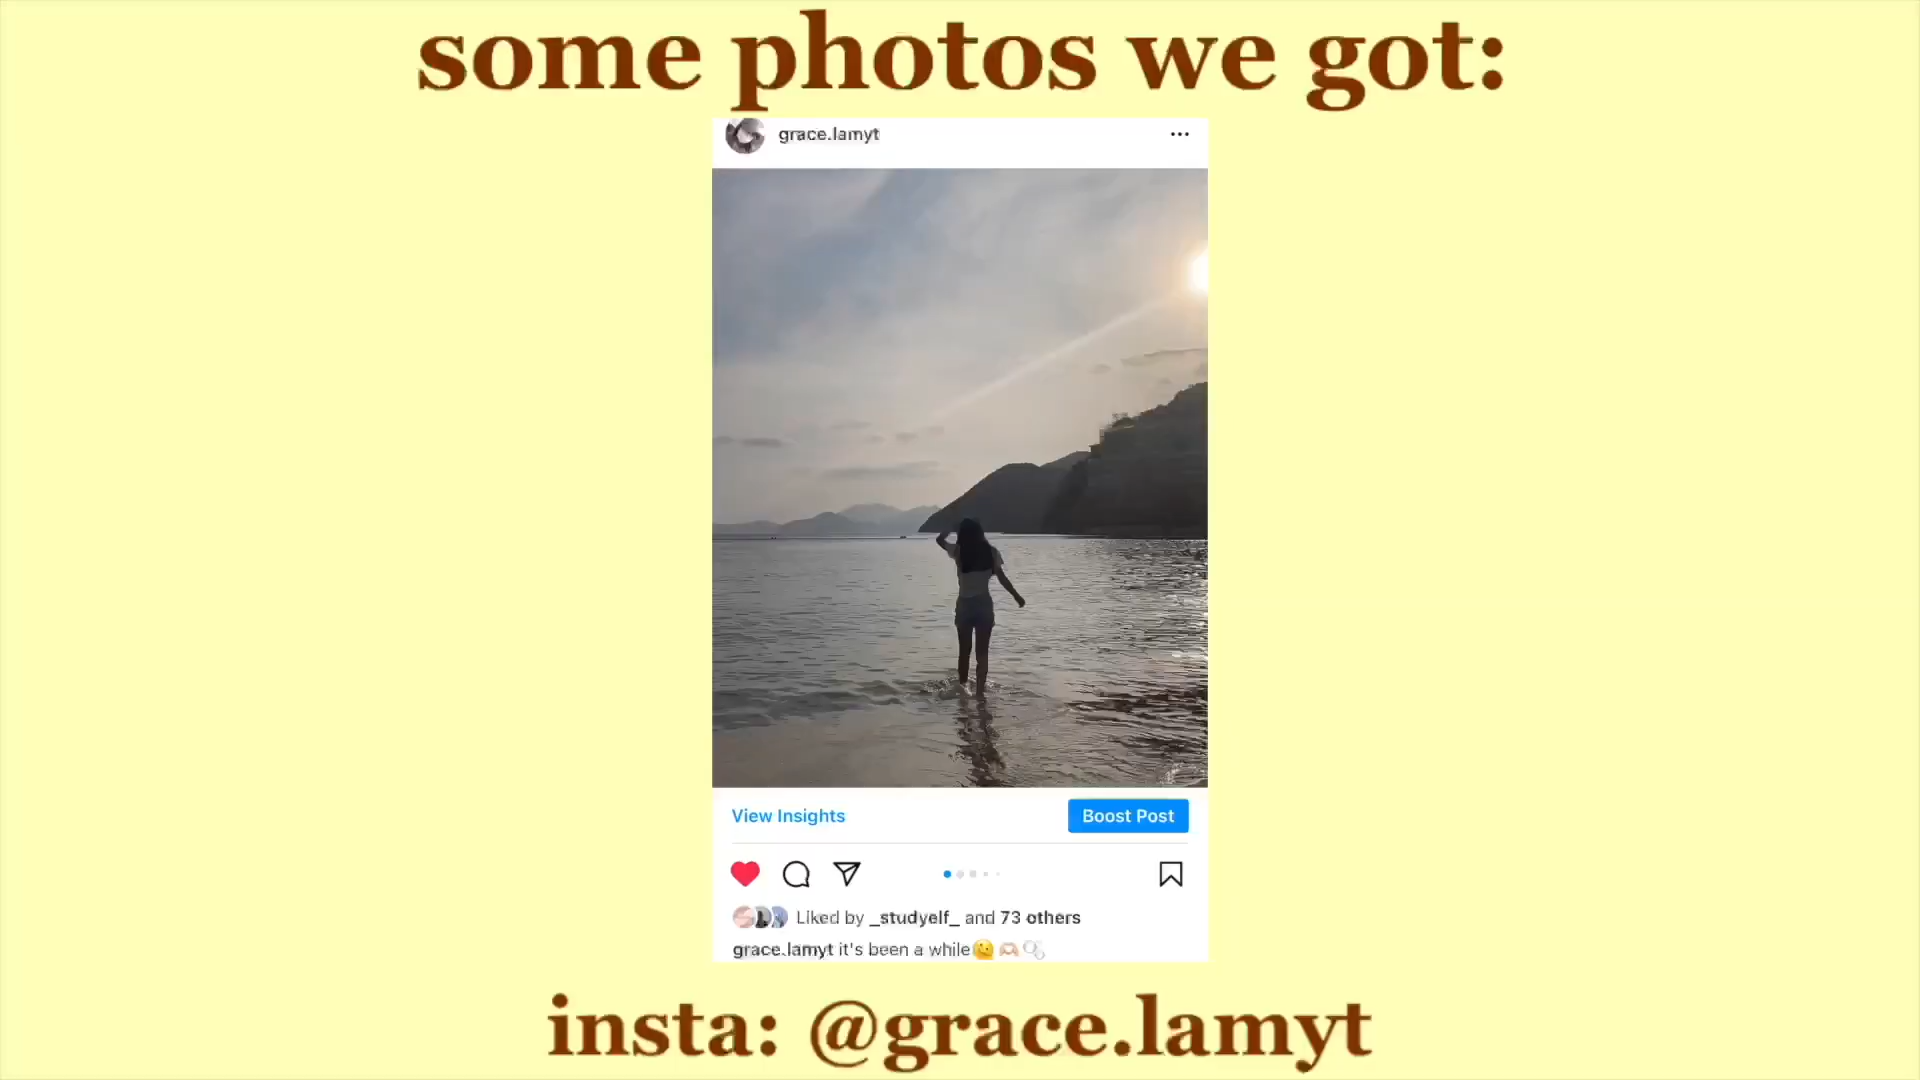 some photos we got:
grace.lamyt
View Insights
Boost Post
Liked by _studyelf_ and 73 others
grace.lamyt it's been a while🫠🫶🏻🫧
insta: @grace.lamyt